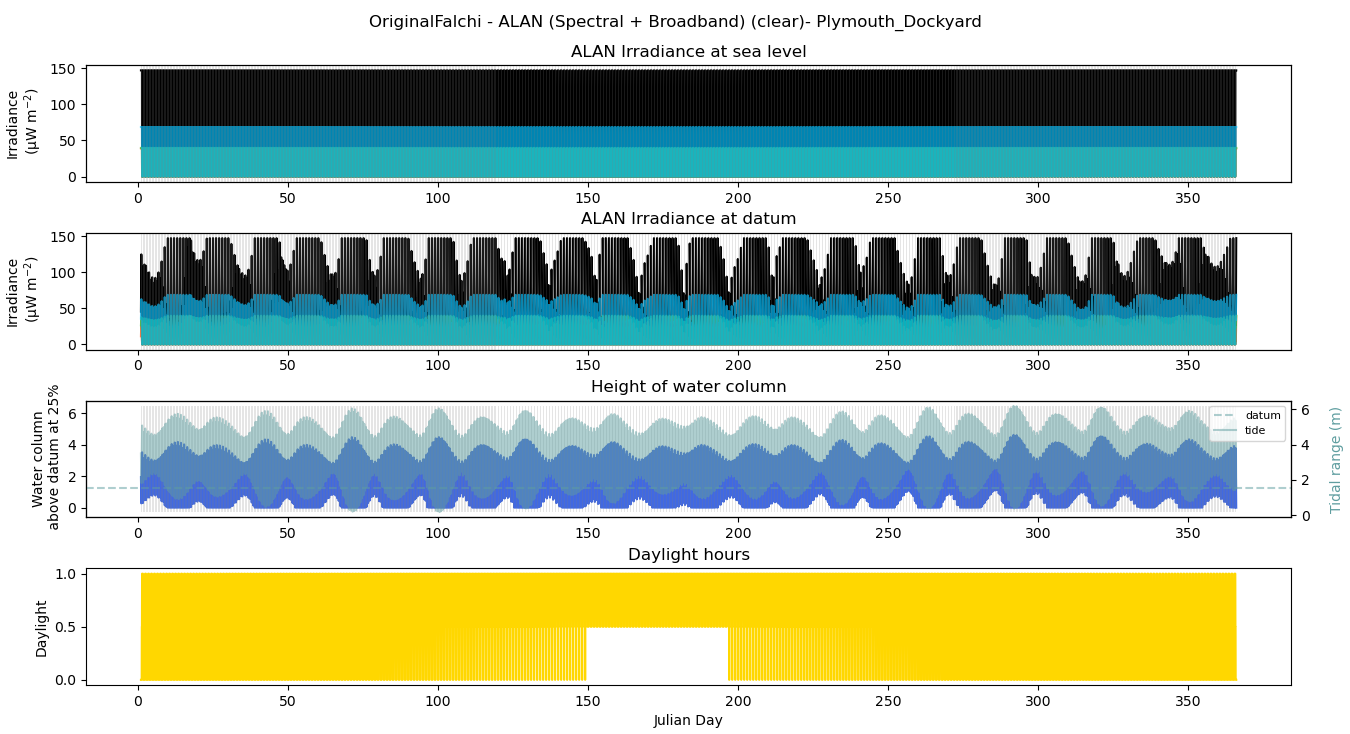 OriginalFalchi - ALAN (Spectral + Broadband) (clear)- Plymouth_Dockyard
ALAN Irradiance at sea level
Irradiance
(µW m⁻²)
150
100
50
0
0 50 100 150 200 250 300 350
ALAN Irradiance at datum
Irradiance
(µW m⁻²)
150
100
50
0
0 50 100 150 200 250 300 350
Height of water column
Water column
above datum at 25%
6
4
2
0
datum
tide
6
4
2
0
Tidal range (m)
0 50 100 150 200 250 300 350
Daylight hours
Daylight
1.0
0.5
0.0
0 50 100 150 200 250 300 350
Julian Day